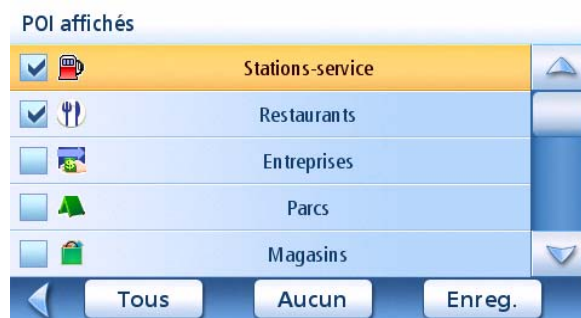 POI affichés
Stations-service
Restaurants
Entreprises
Parcs
Magasins
Tous Aucun Enreg.